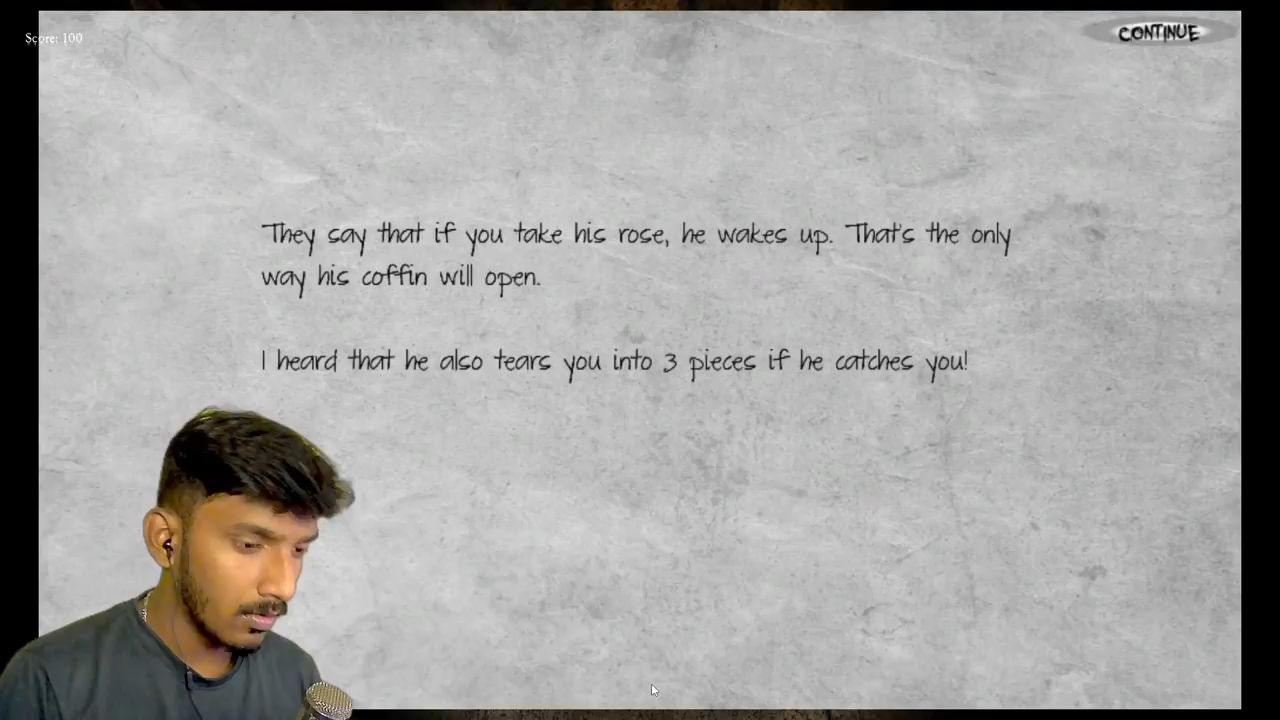 Score: 100
CONTINUE
They say that if you take his rose, he wakes up. That's the only
way his coffin will open.
I heard that he also tears you into 3 pieces if he catches you!